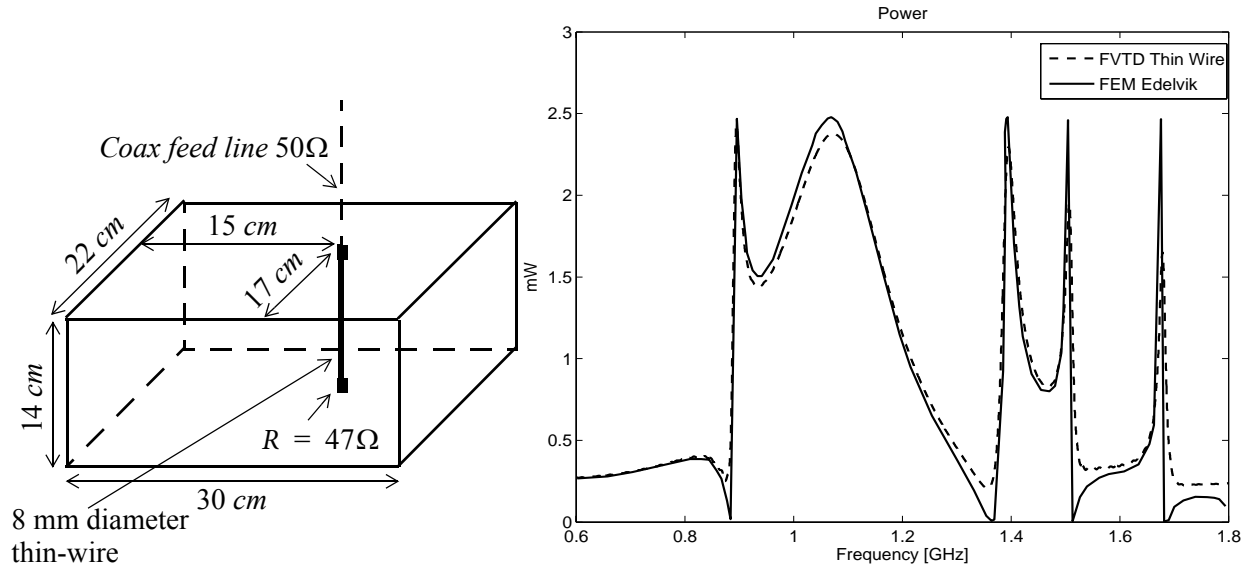 Coax feed line 50Ω
22 cm
15 cm
17 cm
14 cm
R = 47Ω
30 cm
8 mm diameter
thin-wire
Power
3
2.5
2
1.5
1
0.5
0
mW
FVTD Thin Wire
FEM Edelvik
0.6 0.8 1 1.2 1.4 1.6 1.8
Frequency [GHz]